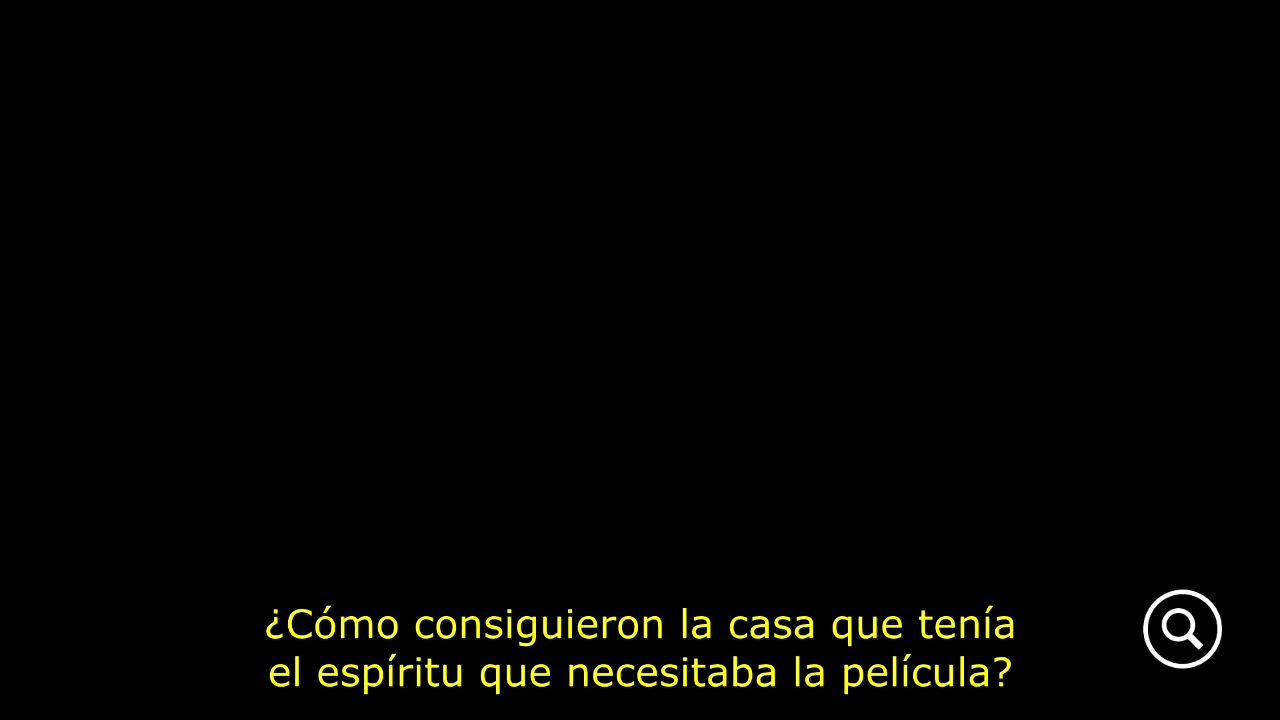 ¿Cómo consiguieron la casa que tenía
el espíritu que necesitaba la película?